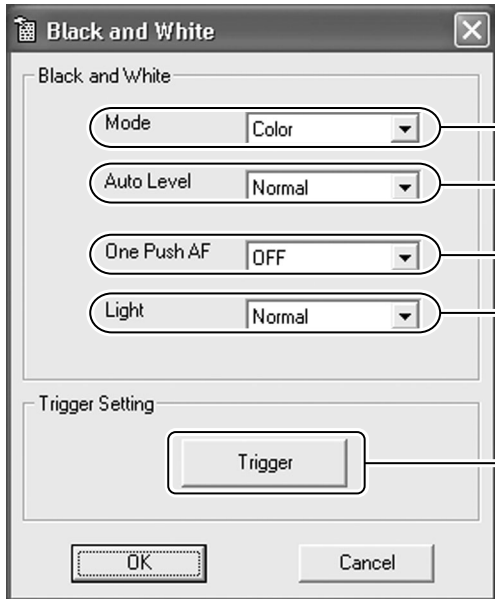 Black and White
Black and White
Mode Color
Auto Level Normal
One Push AF OFF
Light Normal
Trigger Setting
Trigger
OK Cancel